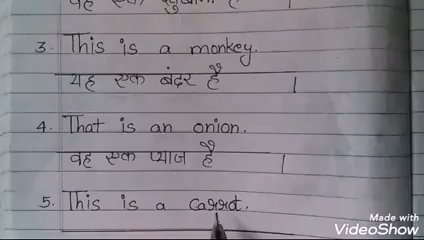 3. This is a monkey.
यह एक बंदर है |
4. That is an onion.
वह एक प्याज है |
5. This is a carrot.
Made with
VideoShow